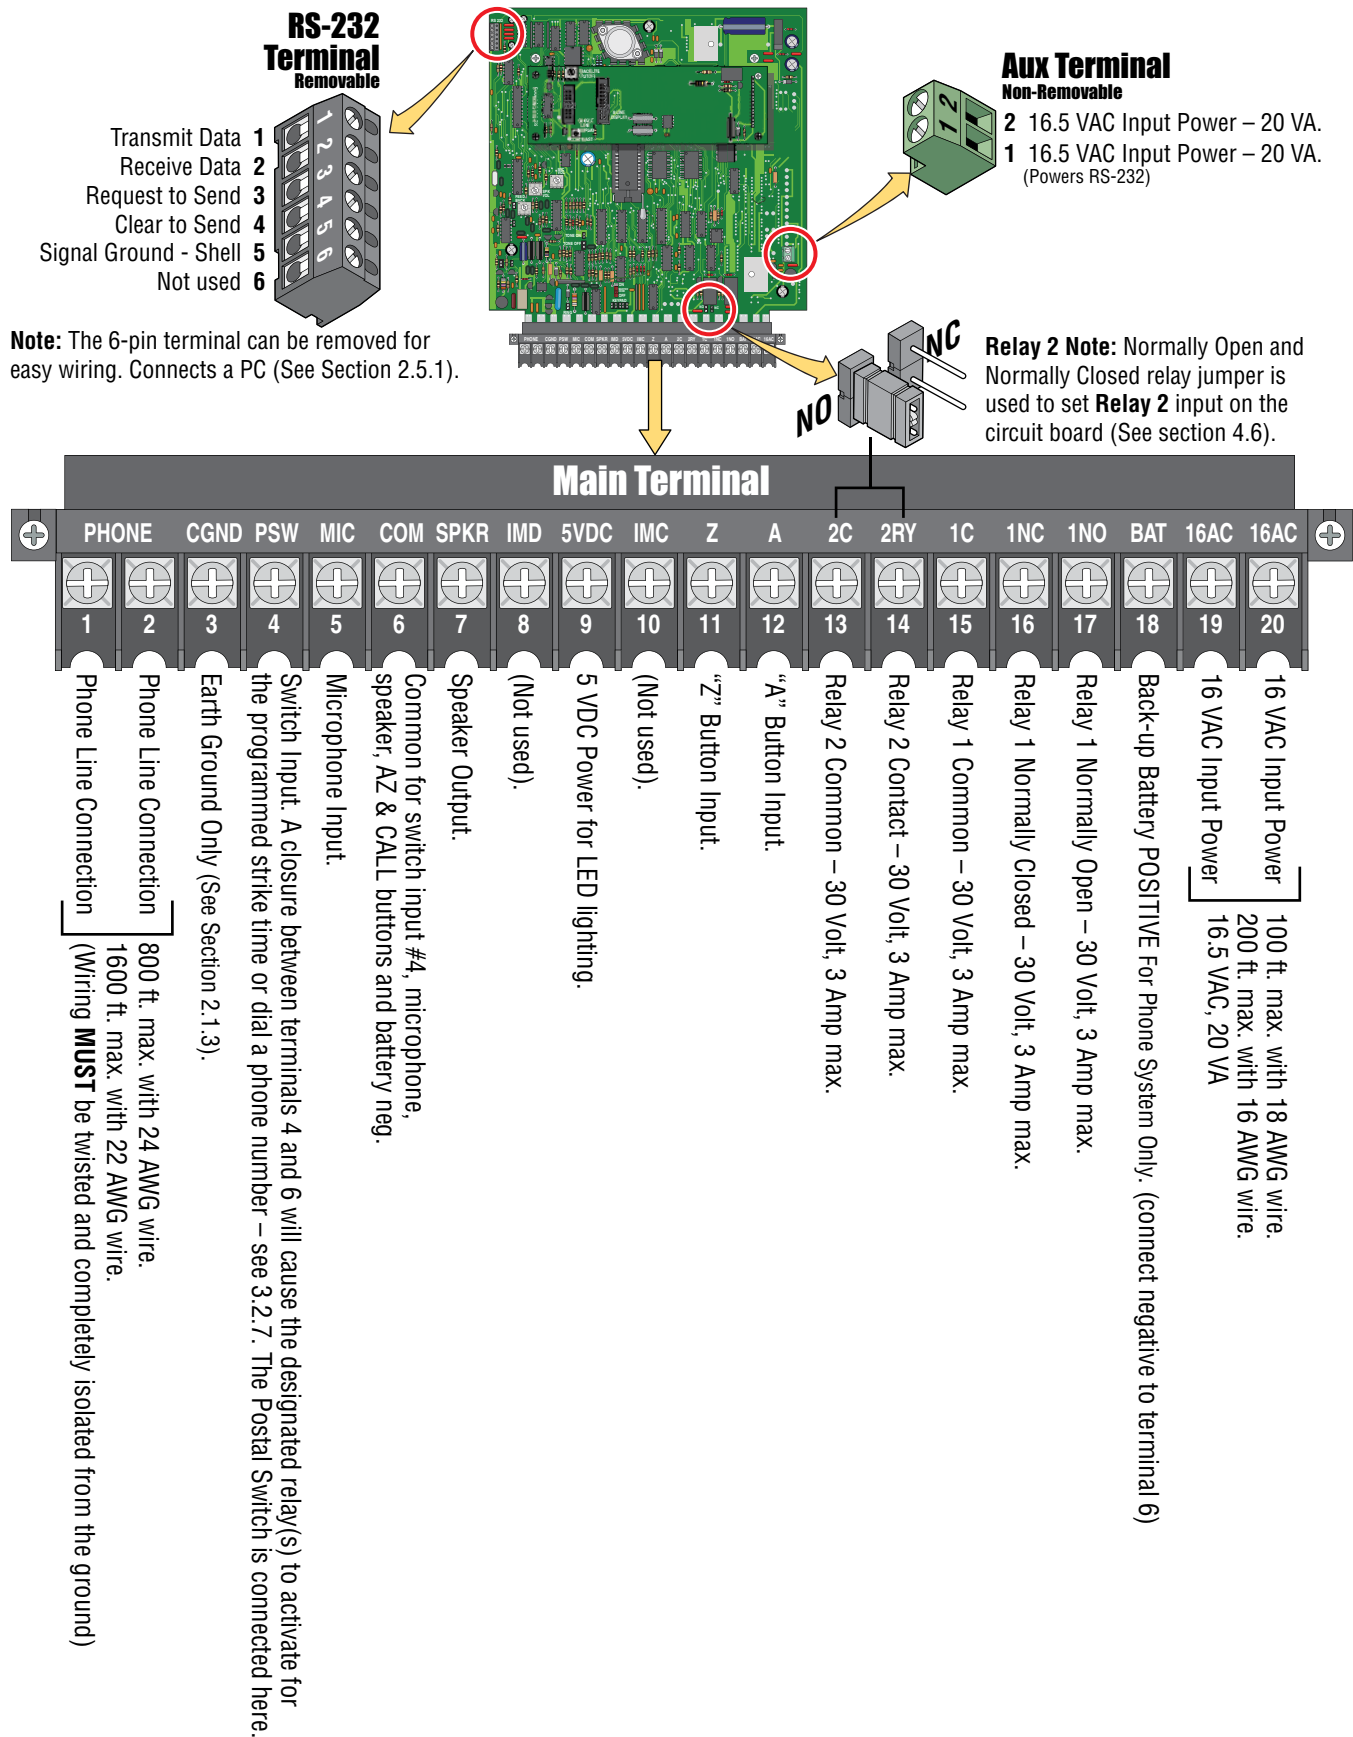 RS-232
Terminal
Removable
Transmit Data 1
Receive Data 2
Request to Send 3
Clear to Send 4
Signal Ground - Shell 5
Not used 6
1
2
3
4
5
6
Note: The 6-pin terminal can be removed for
easy wiring. Connects a PC (See Section 2.5.1).
Aux Terminal
Non-Removable
2 16.5 VAC Input Power – 20 VA.
1 16.5 VAC Input Power – 20 VA.
(Powers RS-232)
2
1
NC
NO
Relay 2 Note: Normally Open and
Normally Closed relay jumper is
used to set Relay 2 input on the
circuit board (See section 4.6).
Main Terminal
PHONE CGND PSW MIC COM SPKR IMD 5VDC IMC Z A 2C 2RY 1C 1NC 1NO BAT 16AC 16AC
1 2 3 4 5 6 7 8 9 10 11 12 13 14 15 16 17 18 19 20
Phone Line Connection
Phone Line Connection
800 ft. max. with 24 AWG wire.
1600 ft. max. with 22 AWG wire.
(Wiring MUST be twisted and completely isolated from the ground)
Earth Ground Only (See Section 2.1.3).
Switch Input. A closure between terminals 4 and 6 will cause the designated relay(s) to activate for
the programmed strike time or dial a phone number – see 3.2.7. The Postal Switch is connected here.
Microphone Input.
Common for switch input #4, microphone,
speaker, AZ & CALL buttons and battery neg.
Speaker Output.
(Not used).
5 VDC Power for LED lighting.
(Not used).
“Z” Button Input.
“A” Button Input.
Relay 2 Common – 30 Volt, 3 Amp max.
Relay 2 Contact – 30 Volt, 3 Amp max.
Relay 1 Common – 30 Volt, 3 Amp max.
Relay 1 Normally Closed – 30 Volt, 3 Amp max.
Relay 1 Normally Open – 30 Volt, 3 Amp max.
Back-up Battery POSITIVE For Phone System Only. (connect negative to terminal 6)
16 VAC Input Power
16 VAC Input Power
100 ft. max. with 18 AWG wire.
200 ft. max. with 16 AWG wire.
16.5 VAC, 20 VA